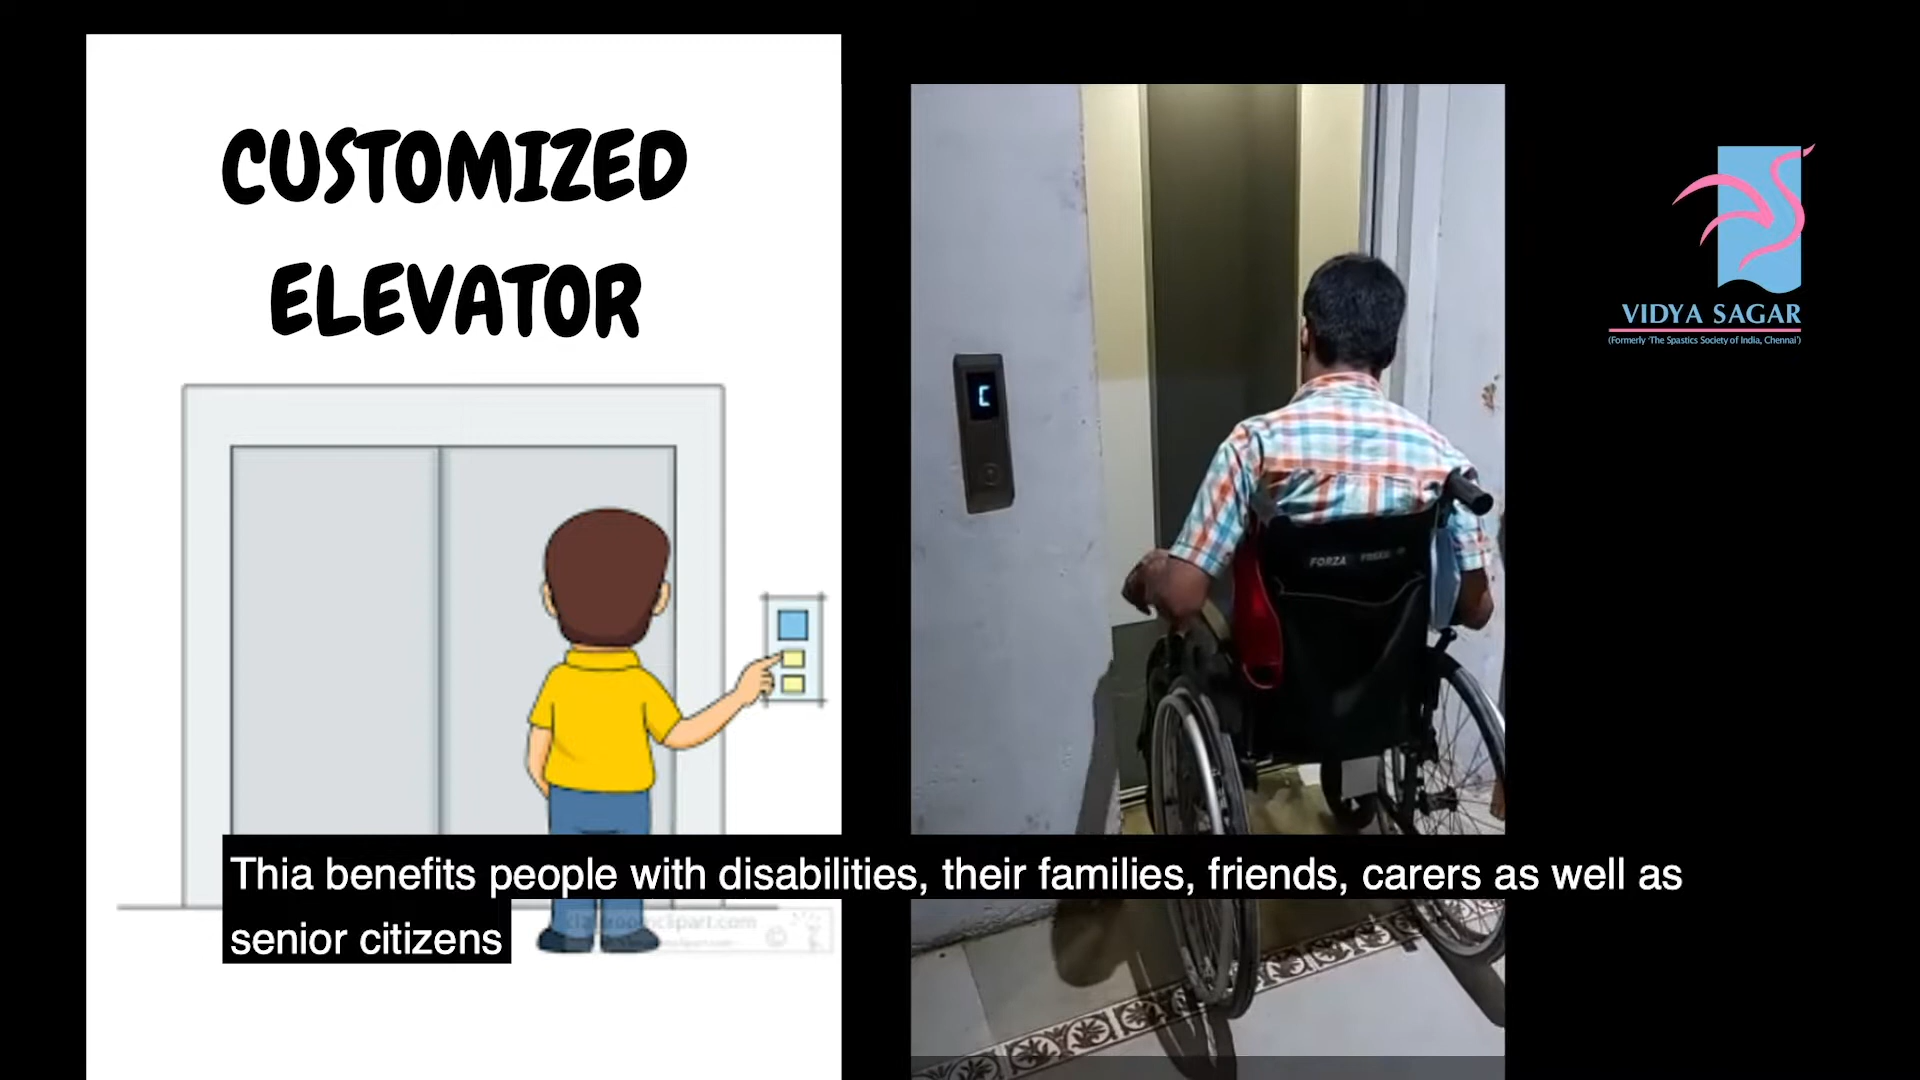 CUSTOMIZED
ELEVATOR
C
VIDYA SAGAR
(Formerly 'The Spastics Society of India, Chennai')
FORZA
Thia benefits people with disabilities, their families, friends, carers as well as
senior citizens